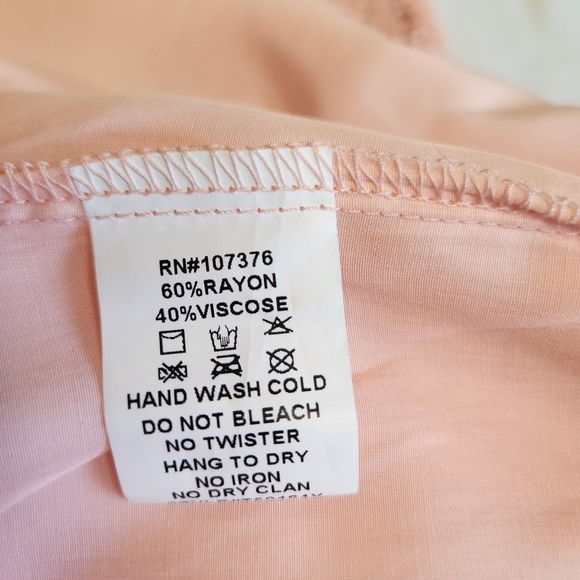 RN#107376
60%RAYON
40%VISCOSE
HAND WASH COLD
DO NOT BLEACH
NO TWISTER
HANG TO DRY
NO IRON
NO DRY CLAN